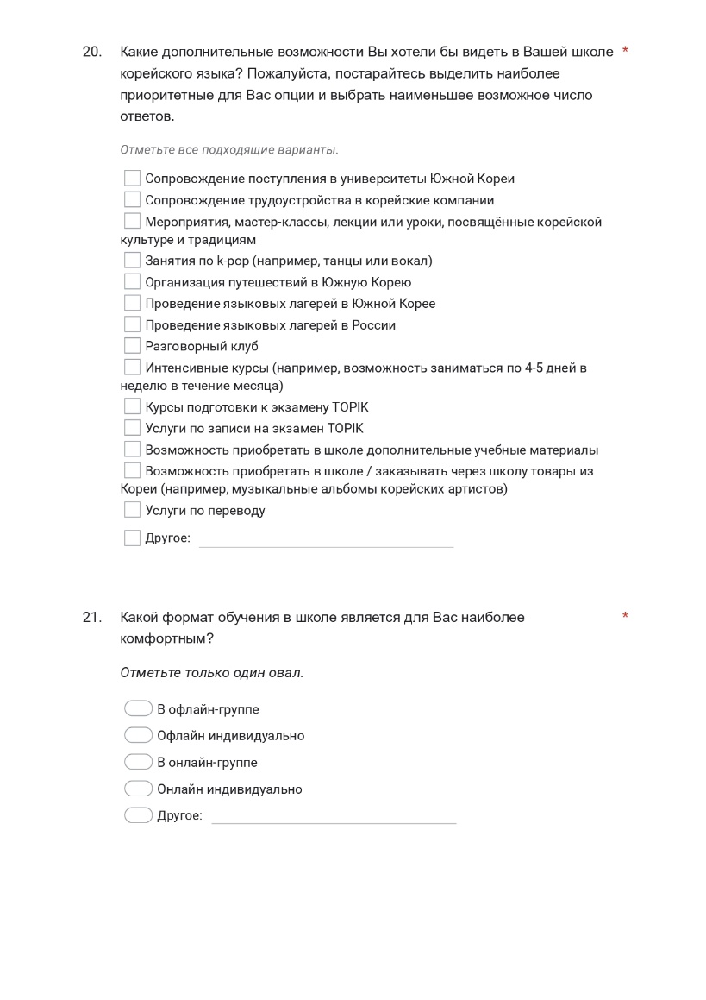 20. Какие дополнительные возможности Вы хотели бы видеть в Вашей школе *
корейского языка? Пожалуйста, постарайтесь выделить наиболее
приоритетные для Вас опции и выбрать наименьшее возможное число
ответов.
Отметьте все подходящие варианты.
Сопровождение поступления в университеты Южной Кореи
Сопровождение трудоустройства в корейские компании
Мероприятия, мастер-классы, лекции или уроки, посвящённые корейской
культуре и традициям
Занятия по k-pop (например, танцы или вокал)
Организация путешествий в Южную Корею
Проведение языковых лагерей в Южной Корее
Проведение языковых лагерей в России
Разговорный клуб
Интенсивные курсы (например, возможность заниматься по 4-5 дней в
неделю в течение месяца)
Курсы подготовки к экзамену TOPIK
Услуги по записи на экзамен TOPIK
Возможность приобретать в школе дополнительные учебные материалы
Возможность приобретать в школе / заказывать через школу товары из
Кореи (например, музыкальные альбомы корейских артистов)
Услуги по переводу
Другое:
21. Какой формат обучения в школе является для Вас наиболее *
комфортным?
Отметьте только один овал.
В офлайн-группе
Офлайн индивидуально
В онлайн-группе
Онлайн индивидуально
Другое: